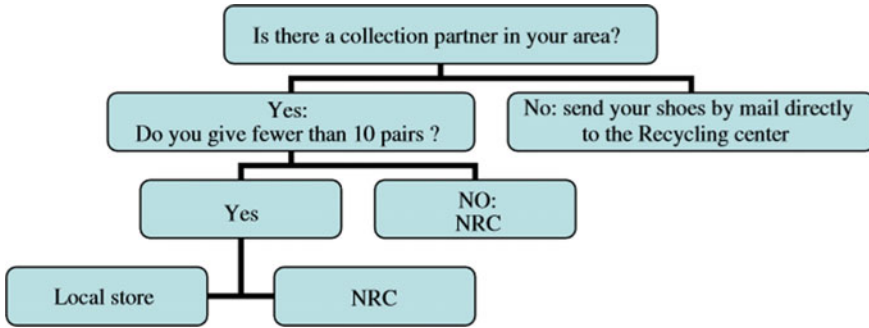 Is there a collection partner in your area?
Yes:
Do you give fewer than 10 pairs ?
No: send your shoes by mail directly
to the Recycling center
Yes
NO:
NRC
Local store
NRC